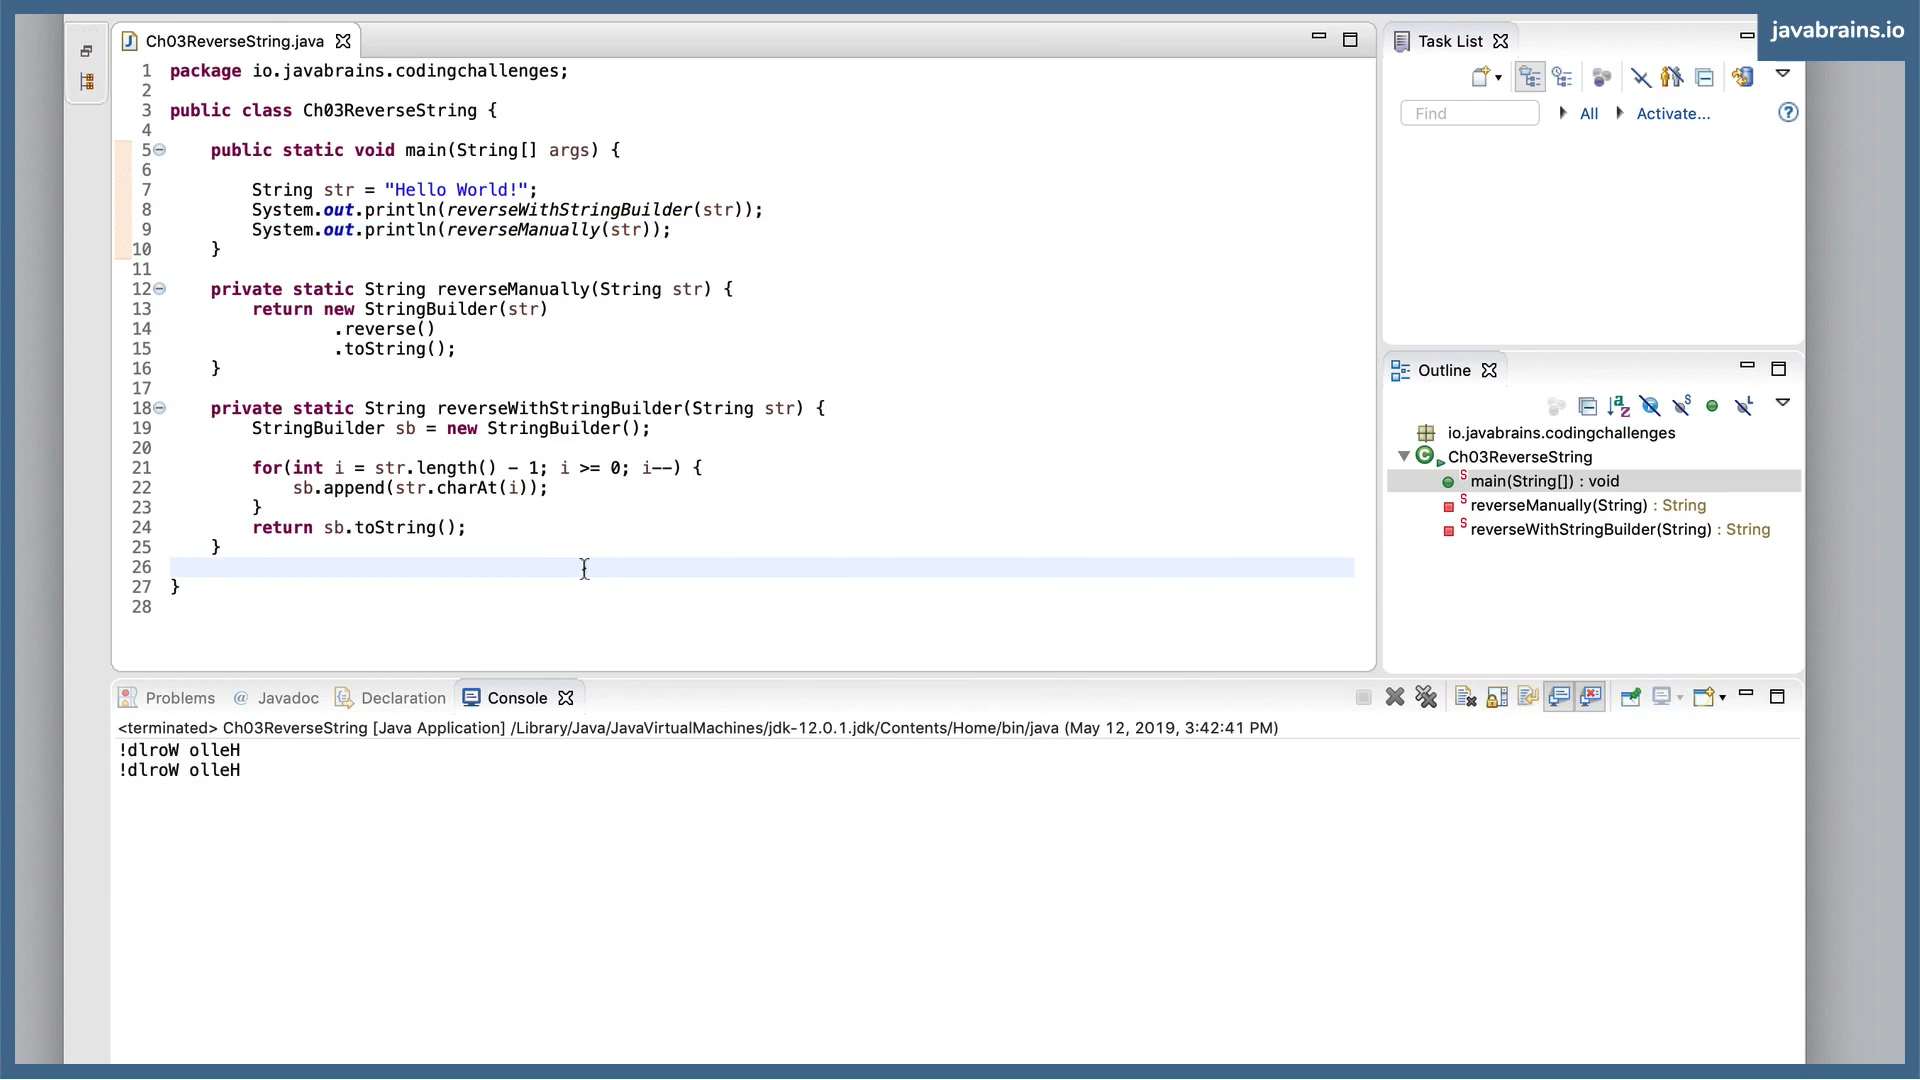 javabrains.io
Ch03ReverseString.java
1 package io.javabrains.codingchallenges;
2
3 public class Ch03ReverseString {
4
5     public static void main(String[] args) {
6
7         String str = "Hello World!";
8         System.out.println(reverseWithStringBuilder(str));
9         System.out.println(reverseManually(str));
10     }
11
12     private static String reverseManually(String str) {
13         return new StringBuilder(str)
14                 .reverse()
15                 .toString();
16     }
17
18     private static String reverseWithStringBuilder(String str) {
19         StringBuilder sb = new StringBuilder();
20
21         for(int i = str.length() - 1; i >= 0; i--) {
22             sb.append(str.charAt(i));
23         }
24         return sb.toString();
25     }
26
27 }
28
Task List
Find All Activate...
Outline
io.javabrains.codingchallenges
Ch03ReverseString
main(String[]) : void
reverseManually(String) : String
reverseWithStringBuilder(String) : String
Problems Javadoc Declaration Console
<terminated> Ch03ReverseString [Java Application] /Library/Java/JavaVirtualMachines/jdk-12.0.1.jdk/Contents/Home/bin/java (May 12, 2019, 3:42:41 PM)
!dlroW olleH
!dlroW olleH